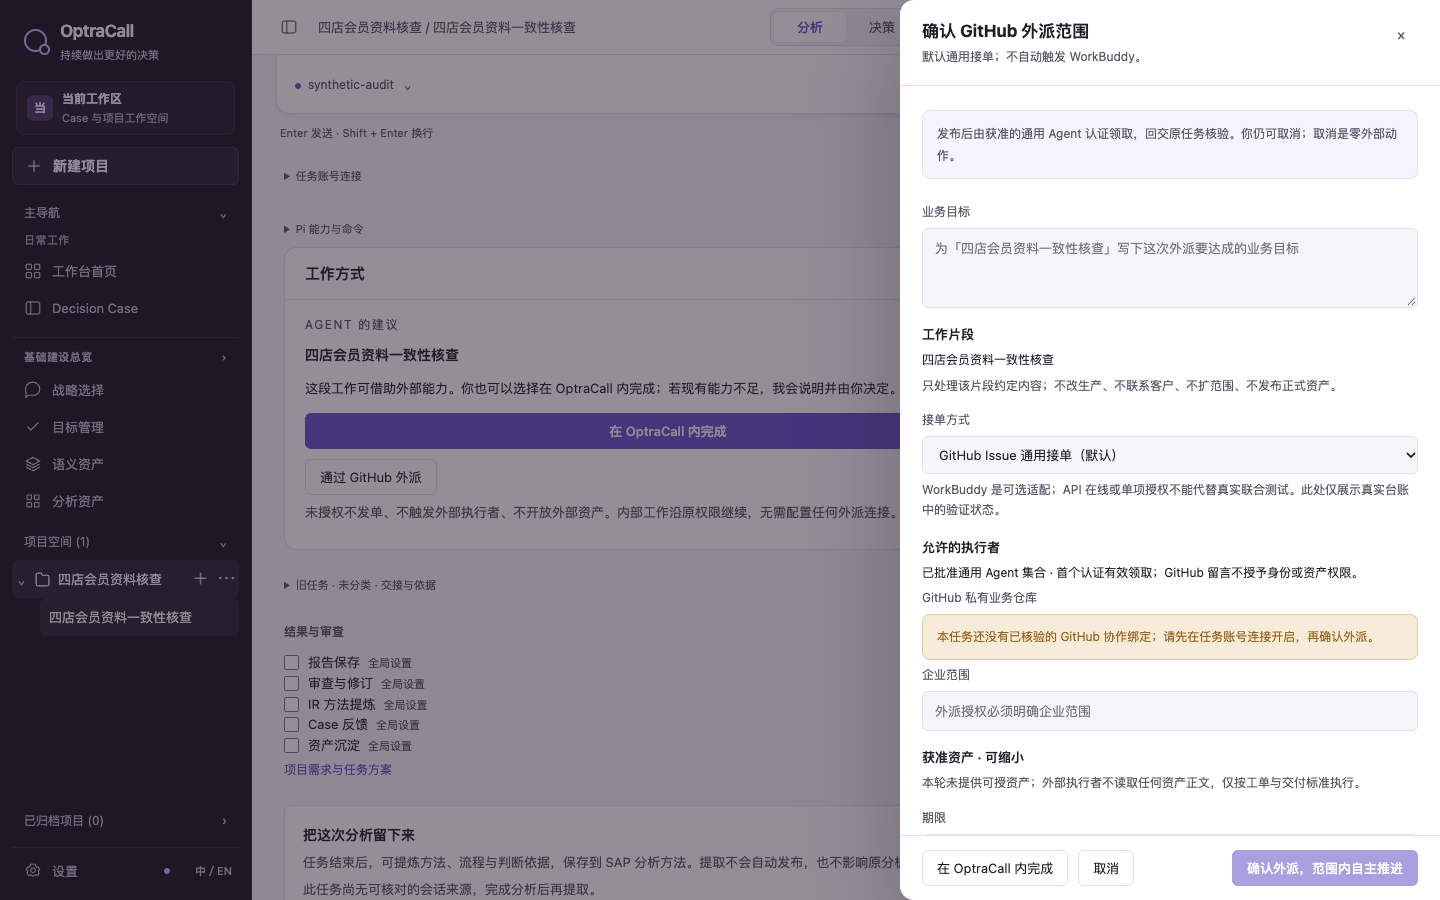 OptraCall
持续做出更好的决策
当
当前工作区
Case 与项目工作空间
新建项目
主导航
日常工作
工作台首页
Decision Case
基础建设总览
战略选择
目标管理
语义资产
分析资产
项目空间 (1)
四店会员资料核查
四店会员资料一致性核查
已归档项目 (0)
设置
中 / EN
四店会员资料核查 / 四店会员资料一致性核查
分析
决策
synthetic-audit
Enter 发送 · Shift + Enter 换行
任务账号连接
Pi 能力与命令
工作方式
AGENT 的建议
四店会员资料一致性核查
这段工作可借助外部能力。你也可以选择在 OptraCall 内完成；若现有能力不足，我会说明并由你决定。
在 OptraCall 内完成
通过 GitHub 外派
未授权不发单、不触发外部执行者、不开放外部资产。内部工作沿原权限继续，无需配置任何外派连接。
旧任务 · 未分类 · 交接与依据
结果与审查
报告保存 全局设置
审查与修订 全局设置
IR 方法提炼 全局设置
Case 反馈 全局设置
资产沉淀 全局设置
项目需求与任务方案
把这次分析留下来
任务结束后，可提炼方法、流程与判断依据，保存到 SAP 分析方法。提取不会自动发布，也不影响原分析
此任务尚无可核对的会话来源，完成分析后再提取。
确认 GitHub 外派范围
×
默认通用接单；不自动触发 WorkBuddy。
发布后由获准的通用 Agent 认证领取，回交原任务核验。你仍可取消；取消是零外部动
作。
业务目标
为「四店会员资料一致性核查」写下这次外派要达成的业务目标
工作片段
四店会员资料一致性核查
只处理该片段约定内容；不改生产、不联系客户、不扩范围、不发布正式资产。
接单方式
GitHub Issue 通用接单（默认）
WorkBuddy 是可选适配；API 在线或单项授权不能代替真实联合测试。此处仅展示真实台账
中的验证状态。
允许的执行者
已批准通用 Agent 集合 · 首个认证有效领取；GitHub 留言不授予身份或资产权限。
GitHub 私有业务仓库
本任务还没有已核验的 GitHub 协作绑定；请先在任务账号连接开启，再确认外派。
企业范围
外派授权必须明确企业范围
获准资产 · 可缩小
本轮未提供可授资产；外部执行者不读取任何资产正文，仅按工单与交付标准执行。
期限
在 OptraCall 内完成
取消
确认外派，范围内自主推进